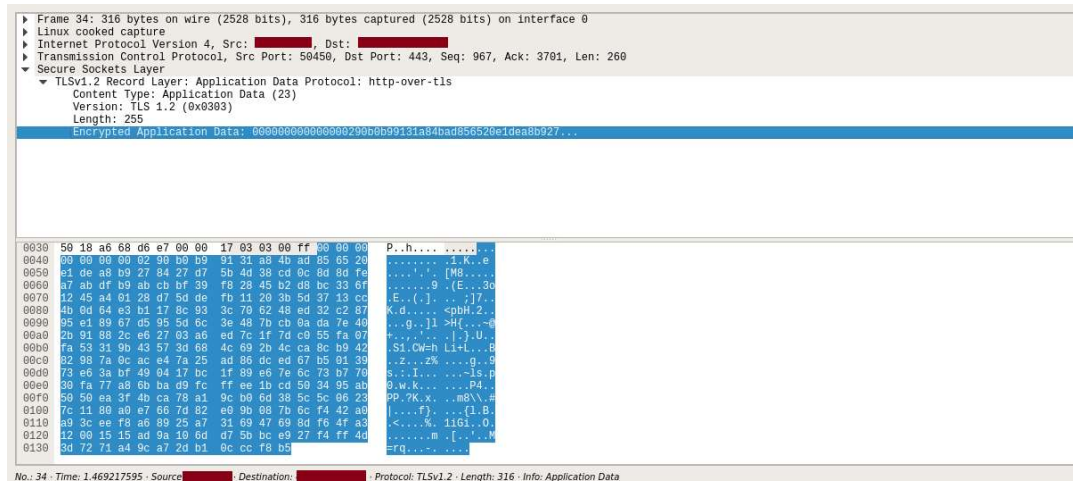 Frame 34: 316 bytes on wire (2528 bits), 316 bytes captured (2528 bits) on interface 0
Linux cooked capture
Internet Protocol Version 4, Src: , Dst:
Transmission Control Protocol, Src Port: 50450, Dst Port: 443, Seq: 967, Ack: 3701, Len: 260
Secure Sockets Layer
TLSv1.2 Record Layer: Application Data Protocol: http-over-tls
Content Type: Application Data (23)
Version: TLS 1.2 (0x0303)
Length: 255
Encrypted Application Data: 000000000000000290b0b99131a84bad856520e1dea8b927...
0030 50 18 a6 68 d6 e7 00 00 17 03 03 00 ff 00 00 00 P..h.... ........
0040 00 00 00 00 02 90 b0 b9 91 31 a8 4b ad 85 65 20 ........ .1.K..e
0050 e1 de a8 b9 27 84 27 d7 5b 4d 38 cd 0c 8d 8d fe ....'.'. [M8.....
0060 a7 ab df b9 ab cb bf 39 f8 28 45 b2 d8 bc 33 6f .......9 .(E...3o
0070 12 45 a4 01 28 d7 5d de fb 11 20 3b 5d 37 13 cc .E..(.]. .. ;]7..
0080 4b 0d 64 e3 b1 17 8c 93 3c 70 62 48 ed 32 c2 87 K.d..... <pbH.2..
0090 95 e1 89 67 d5 95 5d 6c 3e 48 7b cb 0a da 7e 40 ...g..]l >H{...~@
00a0 2b 91 88 2c e6 27 03 a6 ed 7c 1f 7d c0 55 fa 07 +..,.'.. .|.}.U..
00b0 fa 53 31 9b 43 57 3d 68 4c 69 2b 4c ca 8c b9 42 .S1.CW=h Li+L...B
00c0 82 98 7a 0c ac e4 7a 25 ad 86 dc ed 67 b5 01 39 ..z...z% ....g..9
00d0 73 e6 3a bf 49 04 17 bc 1f 89 e6 7e 6c 73 b7 70 s.:.I... ...~ls.p
00e0 30 fa 77 a8 6b ba d9 fc ff ee 1b cd 50 34 95 ab 0.w.k... ....P4..
00f0 50 50 ea 3f 4b ca 78 a1 9c b0 6d 38 5c 5c 06 23 PP.?K.x. ..m8\\.#
0100 7c 11 80 a0 e7 66 7d 82 e0 9b 08 7b 6c f4 42 a0 |....f}. ...{l.B.
0110 a9 3c ee f8 a6 89 25 a7 31 69 47 69 8d f6 4f a3 .<....%. 1iGi..O.
0120 12 00 15 15 ad 9a 10 6d d7 5b bc e9 27 f4 ff 4d .......m .[..'..M
0130 3d 72 71 a4 9c a7 2d b1 0c cc f8 b5 =rq...-. ....
No.: 34 · Time: 1.469217595 · Source: · Destination: · Protocol: TLSv1.2 · Length: 316 · Info: Application Data